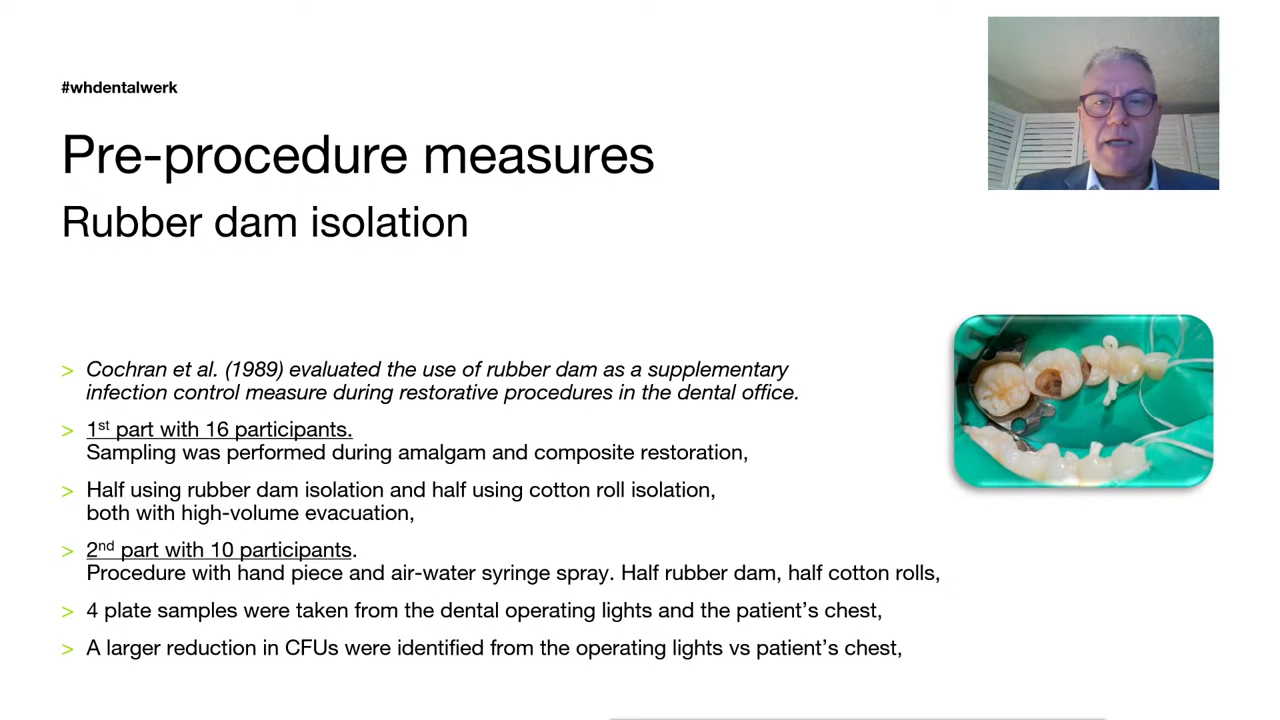 #whdentalwerk
Pre-procedure measures
Rubber dam isolation
> Cochran et al. (1989) evaluated the use of rubber dam as a supplementary
infection control measure during restorative procedures in the dental office.
> 1st part with 16 participants.
Sampling was performed during amalgam and composite restoration,
> Half using rubber dam isolation and half using cotton roll isolation,
both with high-volume evacuation,
> 2nd part with 10 participants.
Procedure with hand piece and air-water syringe spray. Half rubber dam, half cotton rolls,
> 4 plate samples were taken from the dental operating lights and the patient’s chest,
> A larger reduction in CFUs were identified from the operating lights vs patient’s chest,